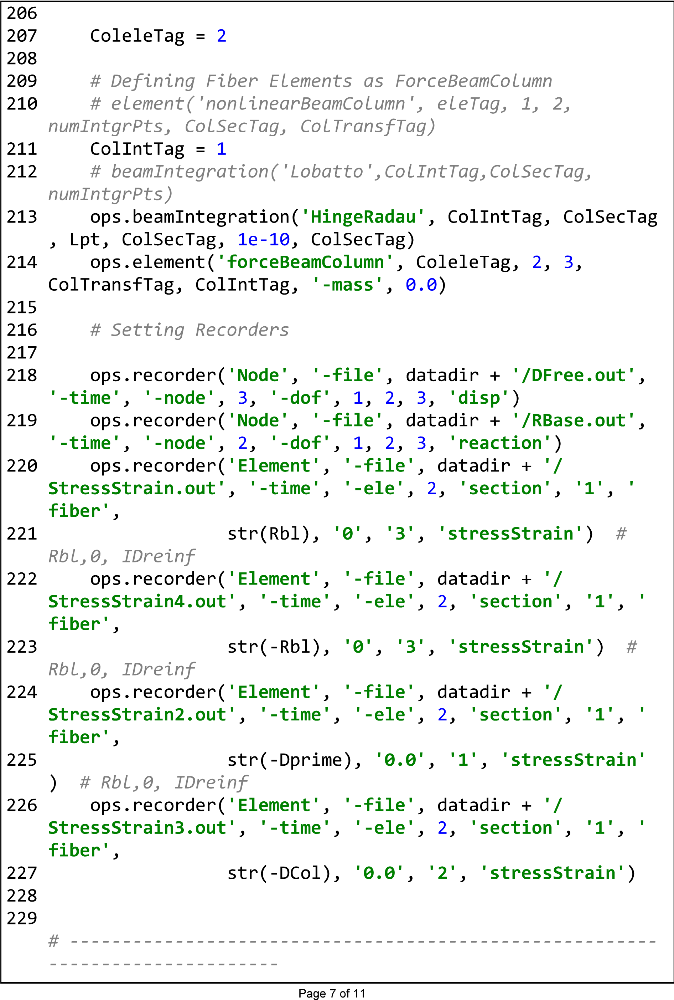 206
207     ColeleTag = 2
208
209     # Defining Fiber Elements as ForceBeamColumn
210     # element('nonlinearBeamColumn', eleTag, 1, 2,
numIntgrPts, ColSecTag, ColTransfTag)
211     ColIntTag = 1
212     # beamIntegration('Lobatto',ColIntTag,ColSecTag,
numIntgrPts)
213     ops.beamIntegration('HingeRadau', ColIntTag, ColSecTag
, Lpt, ColSecTag, 1e-10, ColSecTag)
214     ops.element('forceBeamColumn', ColeleTag, 2, 3,
ColTransfTag, ColIntTag, '-mass', 0.0)
215
216     # Setting Recorders
217
218     ops.recorder('Node', '-file', datadir + '/DFree.out',
'-time', '-node', 3, '-dof', 1, 2, 3, 'disp')
219     ops.recorder('Node', '-file', datadir + '/RBase.out',
'-time', '-node', 2, '-dof', 1, 2, 3, 'reaction')
220     ops.recorder('Element', '-file', datadir + '/
StressStrain.out', '-time', '-ele', 2, 'section', '1', '
fiber',
221                  str(Rbl), '0', '3', 'stressStrain')  #
Rbl,0, IDreinf
222     ops.recorder('Element', '-file', datadir + '/
StressStrain4.out', '-time', '-ele', 2, 'section', '1', '
fiber',
223                  str(-Rbl), '0', '3', 'stressStrain')  #
Rbl,0, IDreinf
224     ops.recorder('Element', '-file', datadir + '/
StressStrain2.out', '-time', '-ele', 2, 'section', '1', '
fiber',
225                  str(-Dprime), '0.0', '1', 'stressStrain'
)  # Rbl,0, IDreinf
226     ops.recorder('Element', '-file', datadir + '/
StressStrain3.out', '-time', '-ele', 2, 'section', '1', '
fiber',
227                  str(-DCol), '0.0', '2', 'stressStrain')
228
229
# --------------------------------------------------------
----------------------
Page 7 of 11